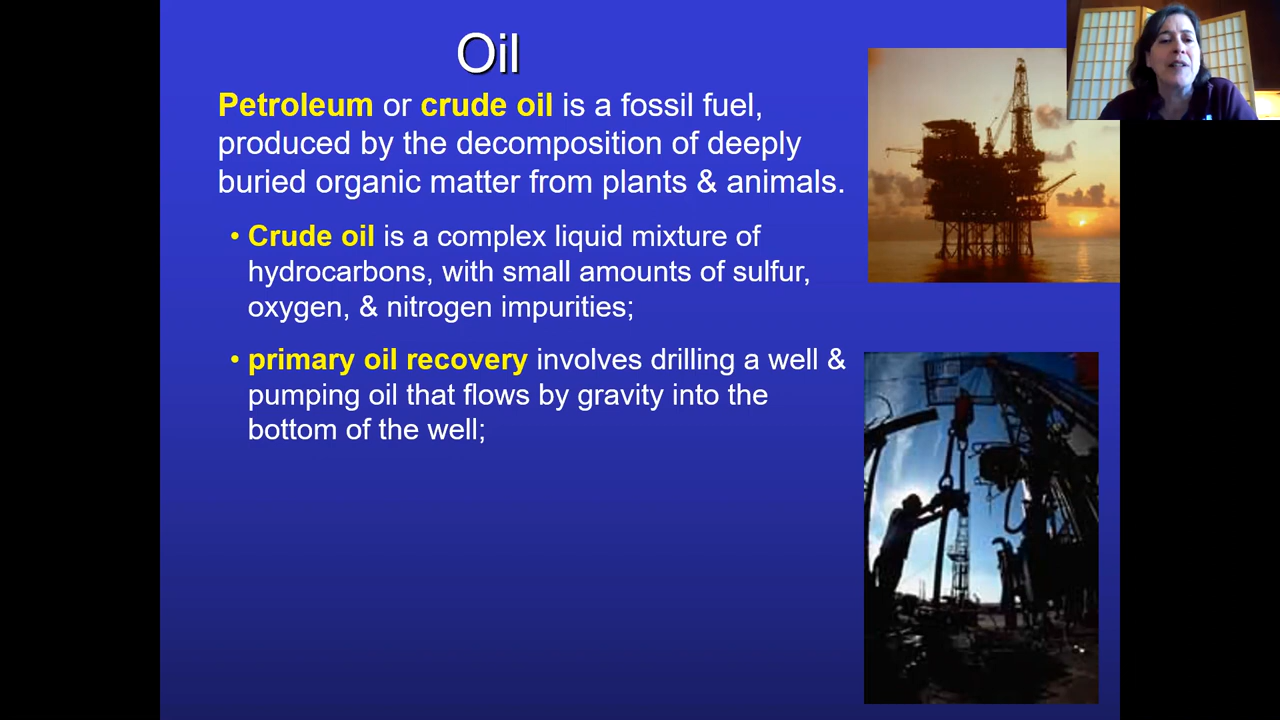 Oil
Petroleum or crude oil is a fossil fuel,
produced by the decomposition of deeply
buried organic matter from plants & animals.
• Crude oil is a complex liquid mixture of
hydrocarbons, with small amounts of sulfur,
oxygen, & nitrogen impurities;
• primary oil recovery involves drilling a well &
pumping oil that flows by gravity into the
bottom of the well;